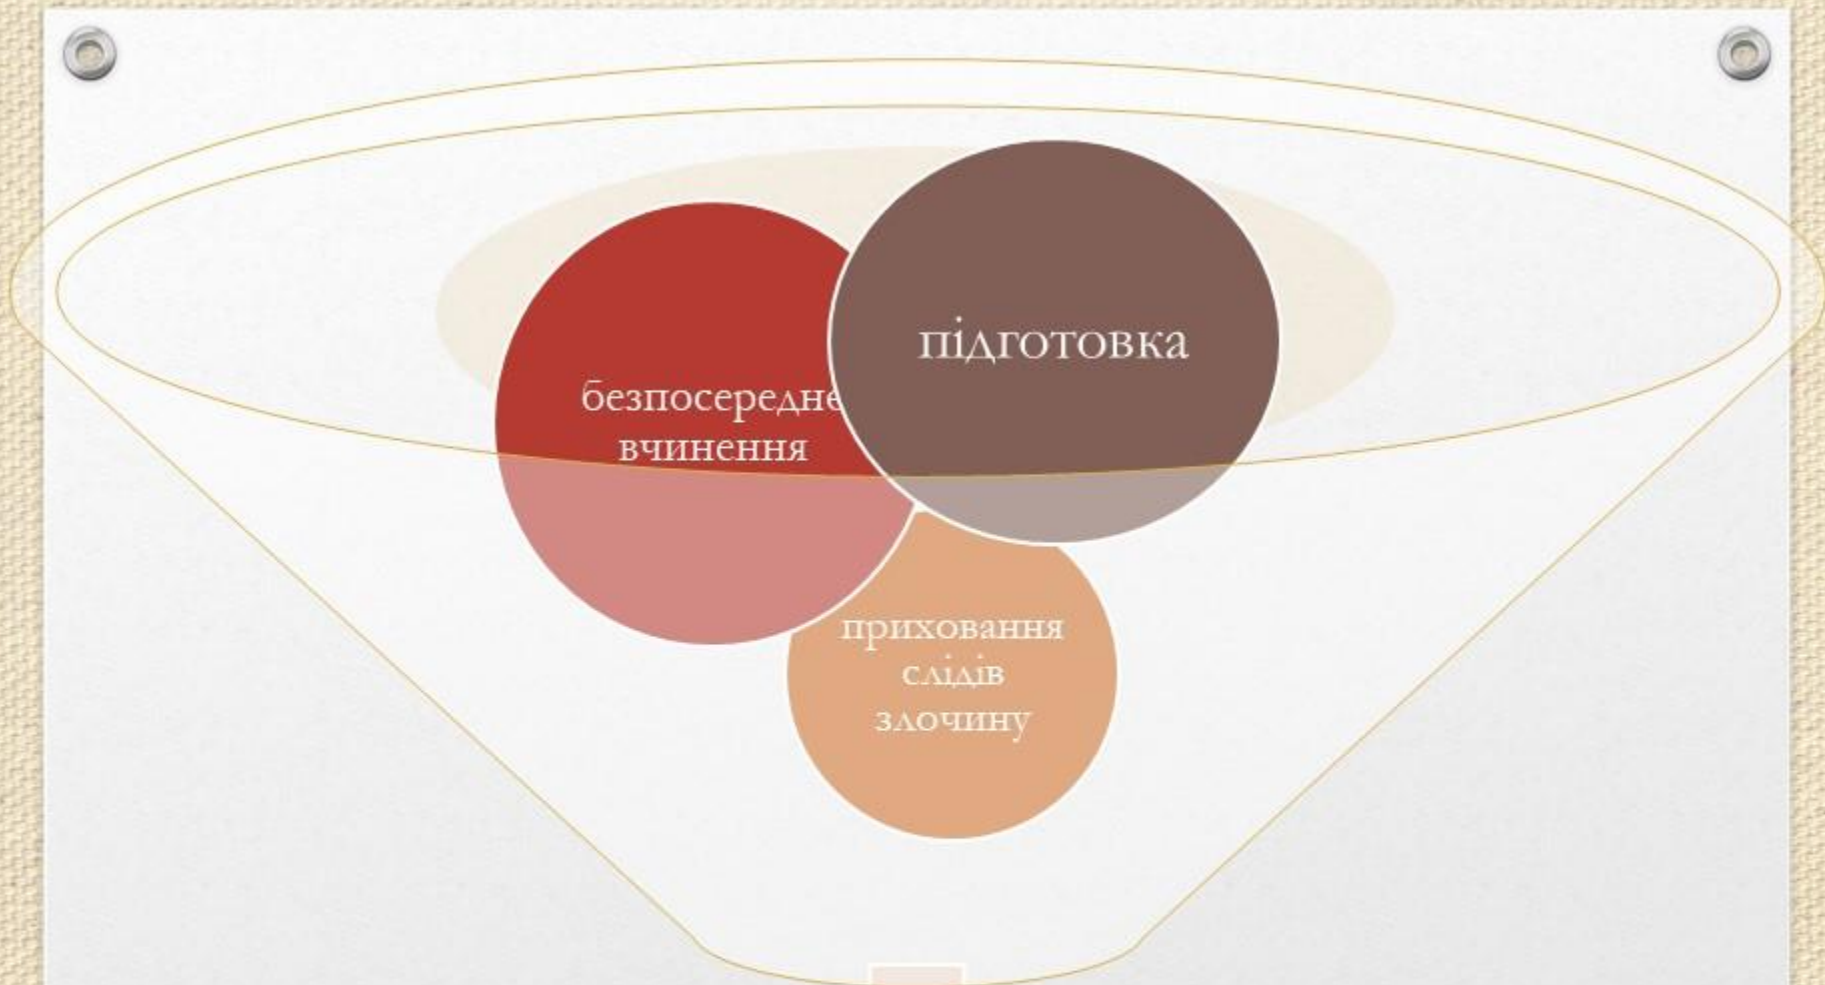 підготовка
безпосереднє
вчинення
приховання
слідів
злочину